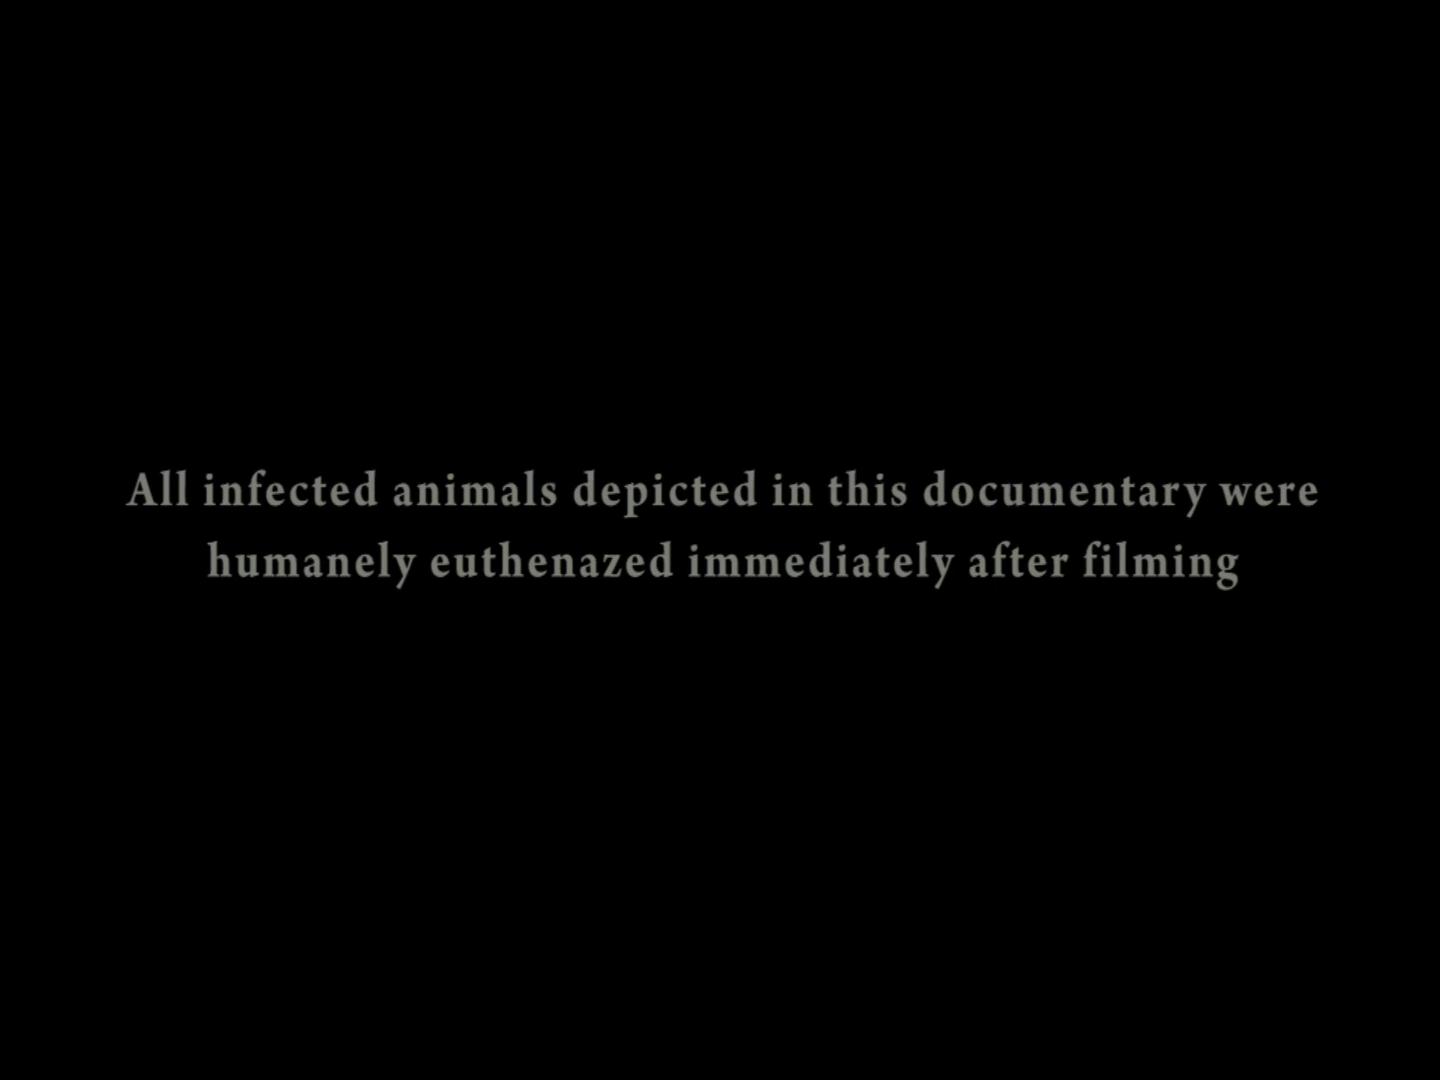 All infected animals depicted in this documentary were
humanely euthenazed immediately after filming